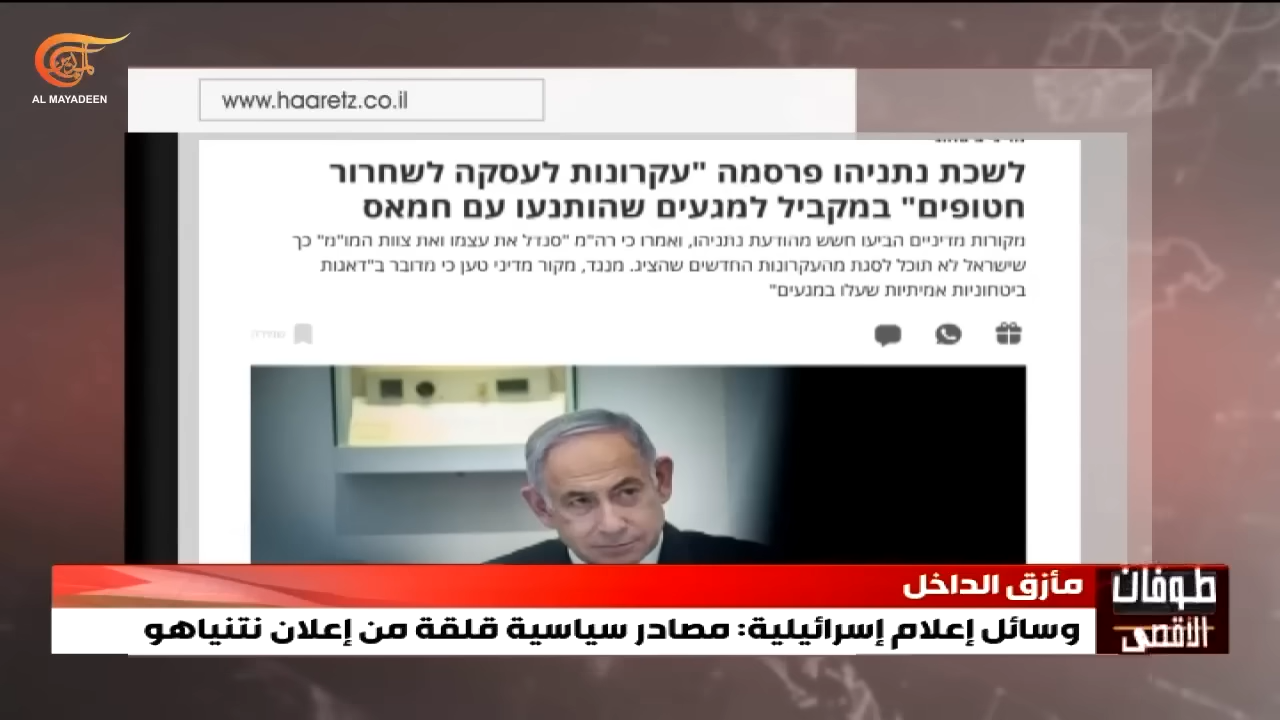 AL MAYADEEN
www.haaretz.co.il
לשכת נתניהו פרסמה "עקרונות לעסקה לשחרור
חטופים" במקביל למגעים שהותנעו עם חמאס
מקורות מדיניים הביעו חשש מהודעת נתניהו, ואמרו כי רה"מ "סנדל את עצמו ואת צוות המו"מ" כך
שישראל לא תוכל לסגת מהעקרונות החדשים שהציג. מנגד, מקור מדיני טען כי מדובר ב"דאגות
ביטחוניות אמיתיות שעלו במגעים"
מأزق الداخل
وسائل إعلام إسرائيلية: مصادر سياسية قلقة من إعلان نتنياهو
طوفان
الأقصى